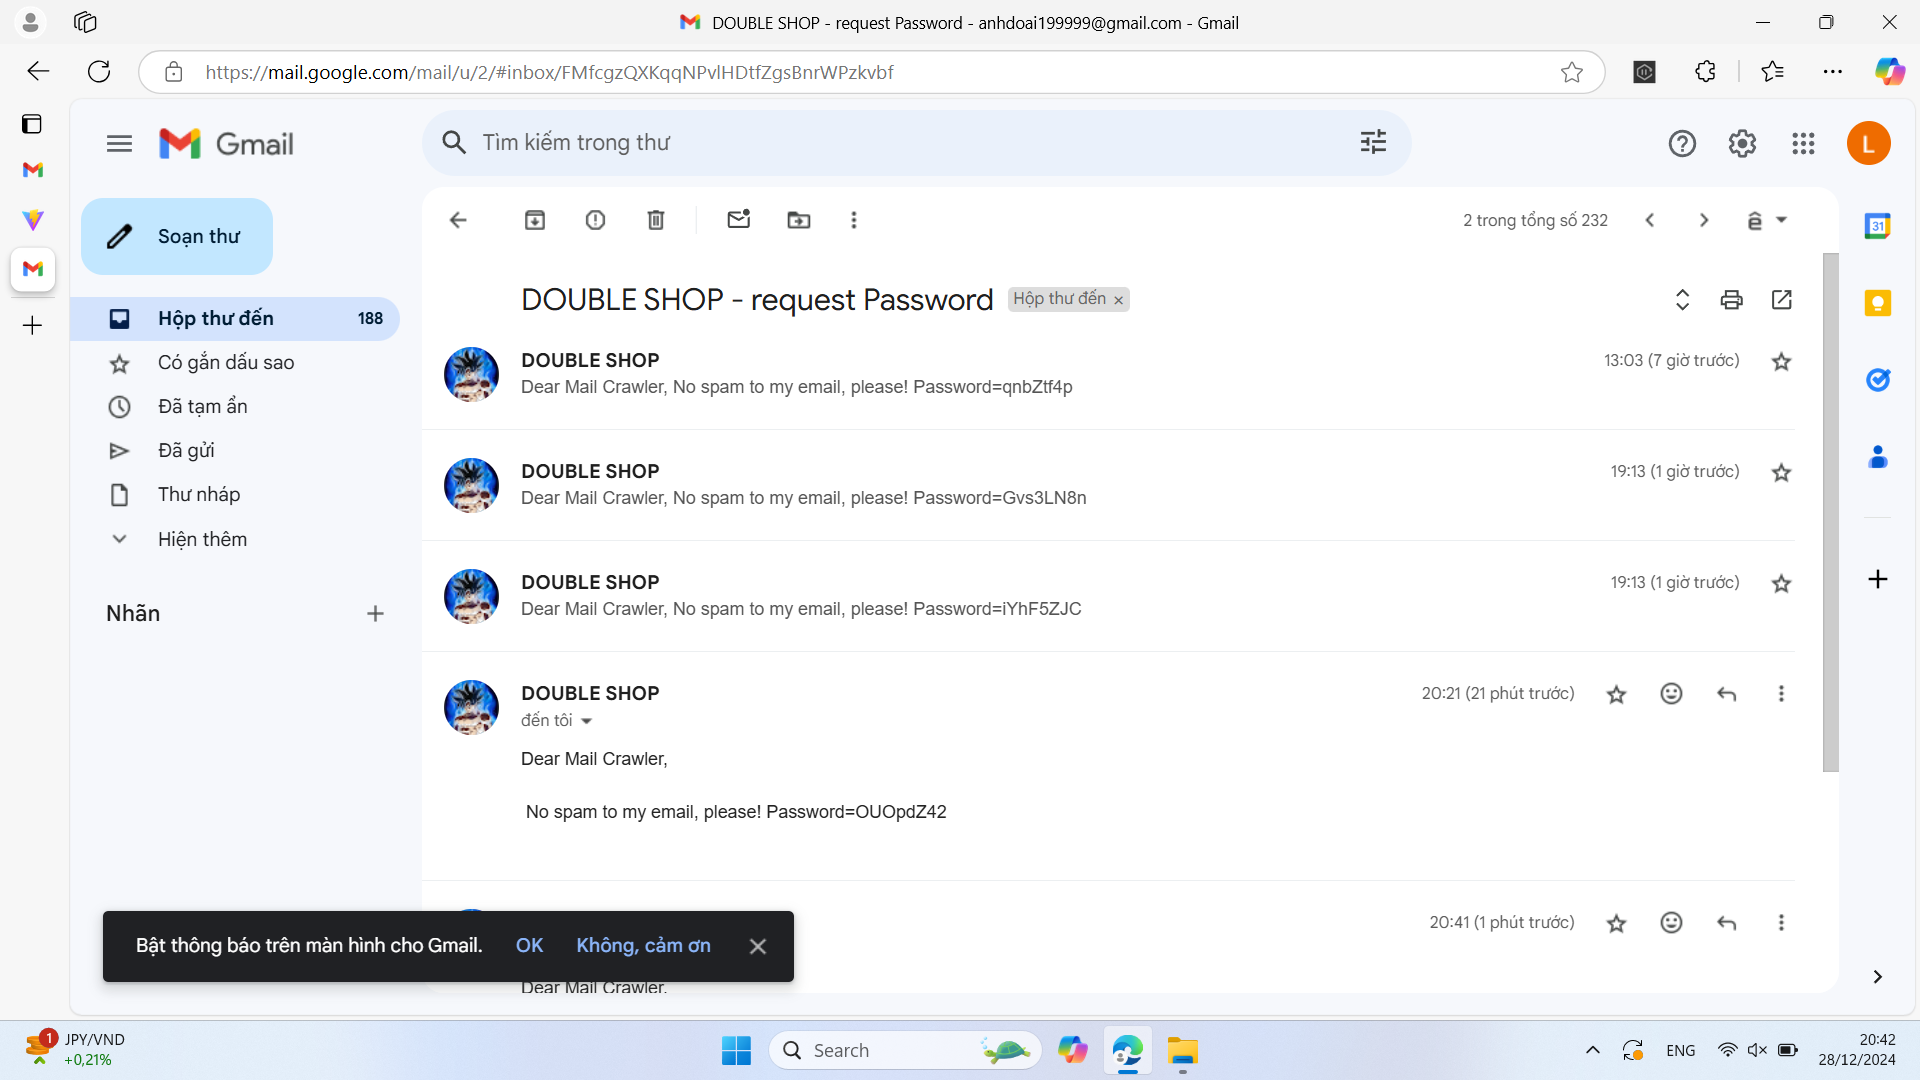 DOUBLE SHOP - request Password - anhdoai199999@gmail.com - Gmail
https://mail.google.com/mail/u/2/#inbox/FMfcgzQXKqqNPvlHDtfZgsBnrWPzkvbf
Gmail
Tìm kiếm trong thư
L
Soạn thư
2 trong tổng số 232
ê
31
Hộp thư đến 188
Có gắn dấu sao
Đã tạm ẩn
Đã gửi
Thư nháp
Hiện thêm
Nhãn
DOUBLE SHOP - request Password Hộp thư đến ×
DOUBLE SHOP 13:03 (7 giờ trước)
Dear Mail Crawler, No spam to my email, please! Password=qnbZtf4p
DOUBLE SHOP 19:13 (1 giờ trước)
Dear Mail Crawler, No spam to my email, please! Password=Gvs3LN8n
DOUBLE SHOP 19:13 (1 giờ trước)
Dear Mail Crawler, No spam to my email, please! Password=iYhF5ZJC
DOUBLE SHOP 20:21 (21 phút trước)
đến tôi
Dear Mail Crawler,
No spam to my email, please! Password=OUOpdZ42
20:41 (1 phút trước)
Bật thông báo trên màn hình cho Gmail. OK Không, cảm ơn
Dear Mail Crawler,
1
JPY/VND
+0,21%
Search
ENG
20:42
28/12/2024